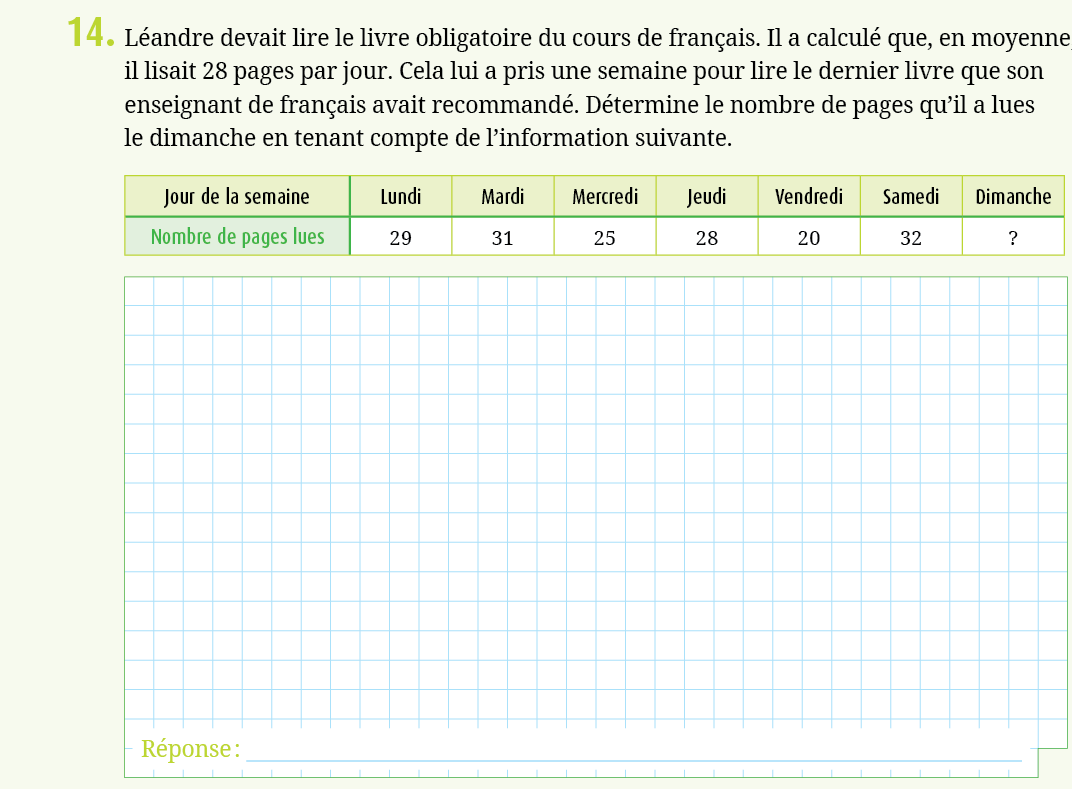 14. Léandre devait lire le livre obligatoire du cours de français. Il a calculé que, en moyenne,
il lisait 28 pages par jour. Cela lui a pris une semaine pour lire le dernier livre que son
enseignant de français avait recommandé. Détermine le nombre de pages qu’il a lues
le dimanche en tenant compte de l’information suivante.
Jour de la semaine Lundi Mardi Mercredi Jeudi Vendredi Samedi Dimanche
Nombre de pages lues 29 31 25 28 20 32 ?
Réponse :